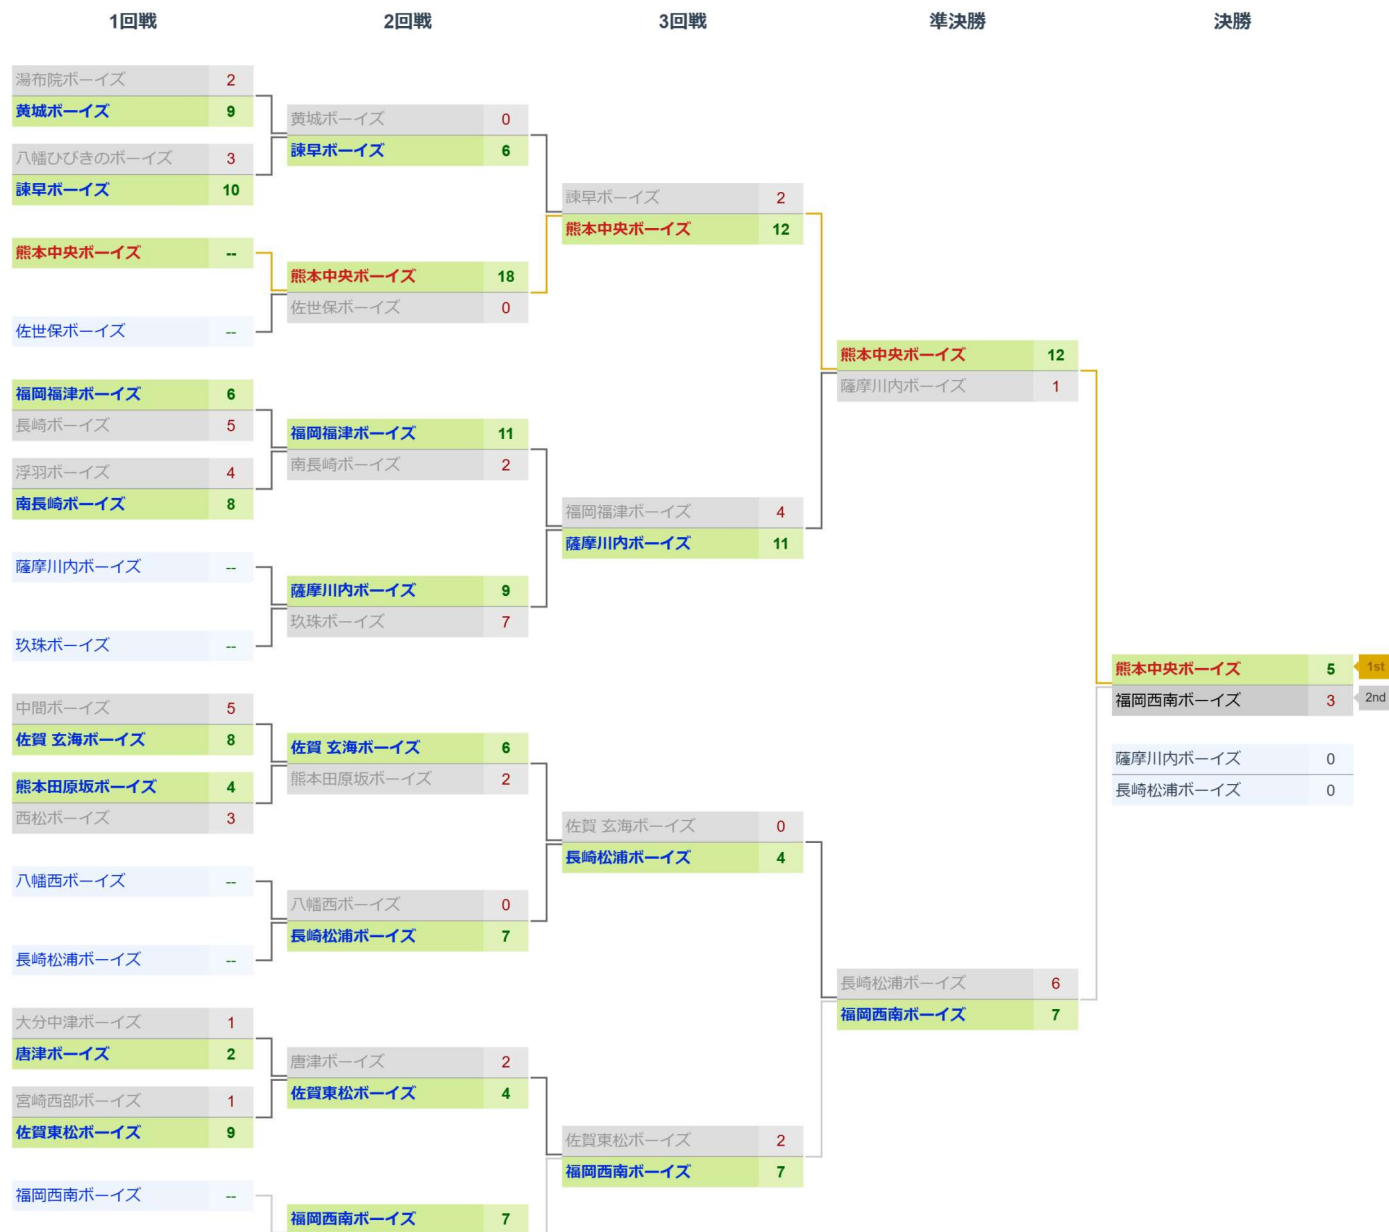 1回戦 2回戦 3回戦 準決勝 決勝
湯布院ボーイズ 2
黄城ボーイズ 9
八幡ひびきのボーイズ 3
諫早ボーイズ 10
熊本中央ボーイズ --
佐世保ボーイズ --
福岡福津ボーイズ 6
長崎ボーイズ 5
浮羽ボーイズ 4
南長崎ボーイズ 8
薩摩川内ボーイズ --
玖珠ボーイズ --
中間ボーイズ 5
佐賀 玄海ボーイズ 8
熊本田原坂ボーイズ 4
西松ボーイズ 3
八幡西ボーイズ --
長崎松浦ボーイズ --
大分中津ボーイズ 1
唐津ボーイズ 2
宮崎西部ボーイズ 1
佐賀東松ボーイズ 9
福岡西南ボーイズ --
黄城ボーイズ 0
諫早ボーイズ 6
熊本中央ボーイズ 18
佐世保ボーイズ 0
福岡福津ボーイズ 11
南長崎ボーイズ 2
薩摩川内ボーイズ 9
玖珠ボーイズ 7
佐賀 玄海ボーイズ 6
熊本田原坂ボーイズ 2
八幡西ボーイズ 0
長崎松浦ボーイズ 7
唐津ボーイズ 2
佐賀東松ボーイズ 4
福岡西南ボーイズ 7
諫早ボーイズ 2
熊本中央ボーイズ 12
福岡福津ボーイズ 4
薩摩川内ボーイズ 11
佐賀 玄海ボーイズ 0
長崎松浦ボーイズ 4
佐賀東松ボーイズ 2
福岡西南ボーイズ 7
熊本中央ボーイズ 12
薩摩川内ボーイズ 1
長崎松浦ボーイズ 6
福岡西南ボーイズ 7
熊本中央ボーイズ 5 1st
福岡西南ボーイズ 3 2nd
薩摩川内ボーイズ 0
長崎松浦ボーイズ 0